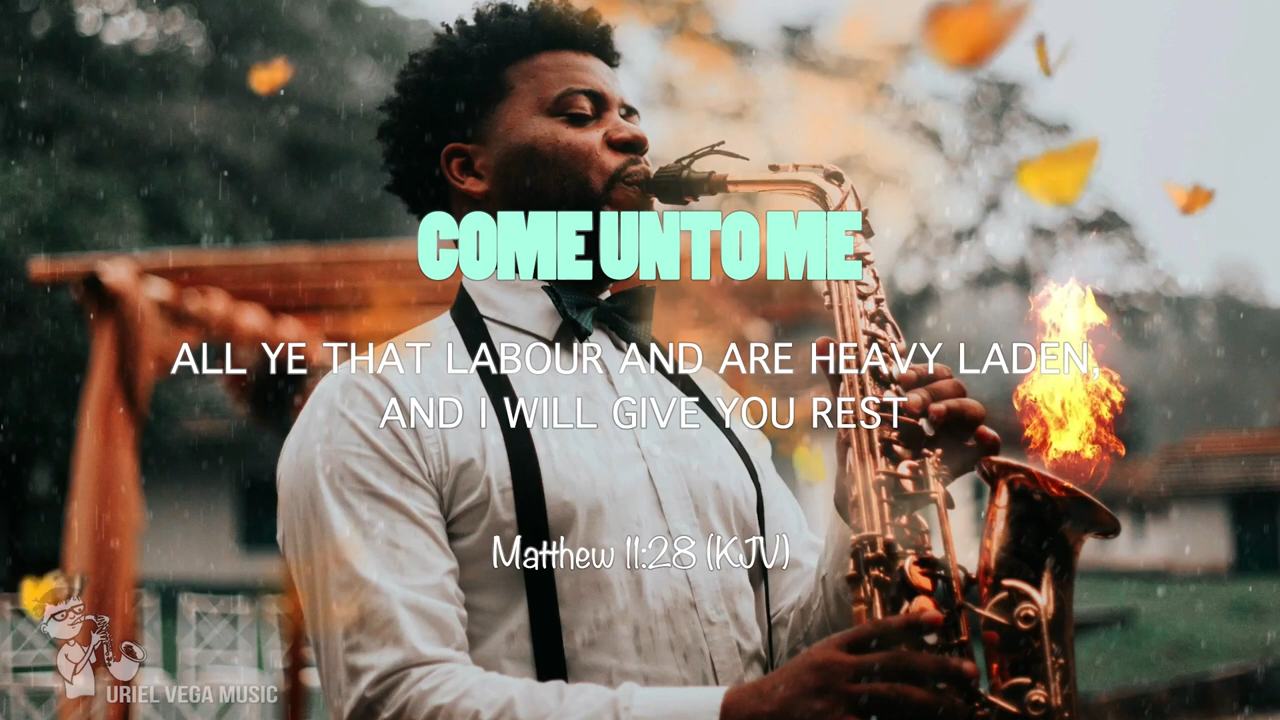 COME UNTO ME
ALL YE THAT LABOUR AND ARE HEAVY LADEN,
AND I WILL GIVE YOU REST
Matthew 11:28 (KJV)
URIEL VEGA MUSIC